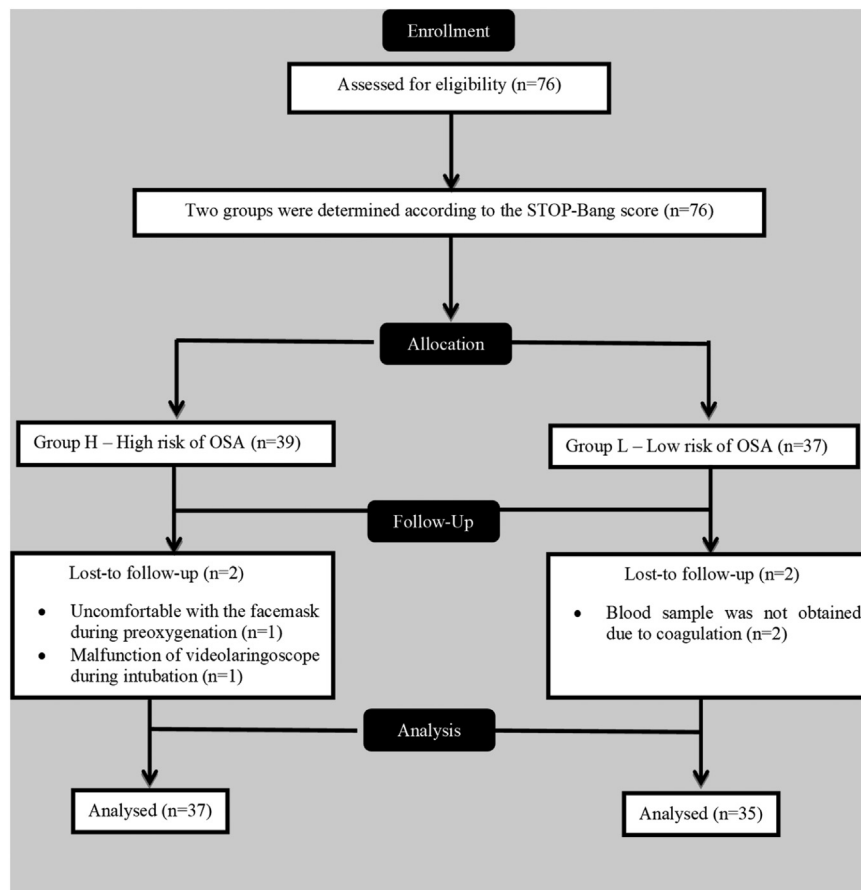 Enrollment
Assessed for eligibility (n=76)
Two groups were determined according to the STOP-Bang score (n=76)
Allocation
Group H – High risk of OSA (n=39)
Group L – Low risk of OSA (n=37)
Follow-Up
Lost-to follow-up (n=2)
• Uncomfortable with the facemask
during preoxygenation (n=1)
• Malfunction of videolaringoscope
during intubation (n=1)
Lost-to follow-up (n=2)
• Blood sample was not obtained
due to coagulation (n=2)
Analysis
Analysed (n=37)
Analysed (n=35)